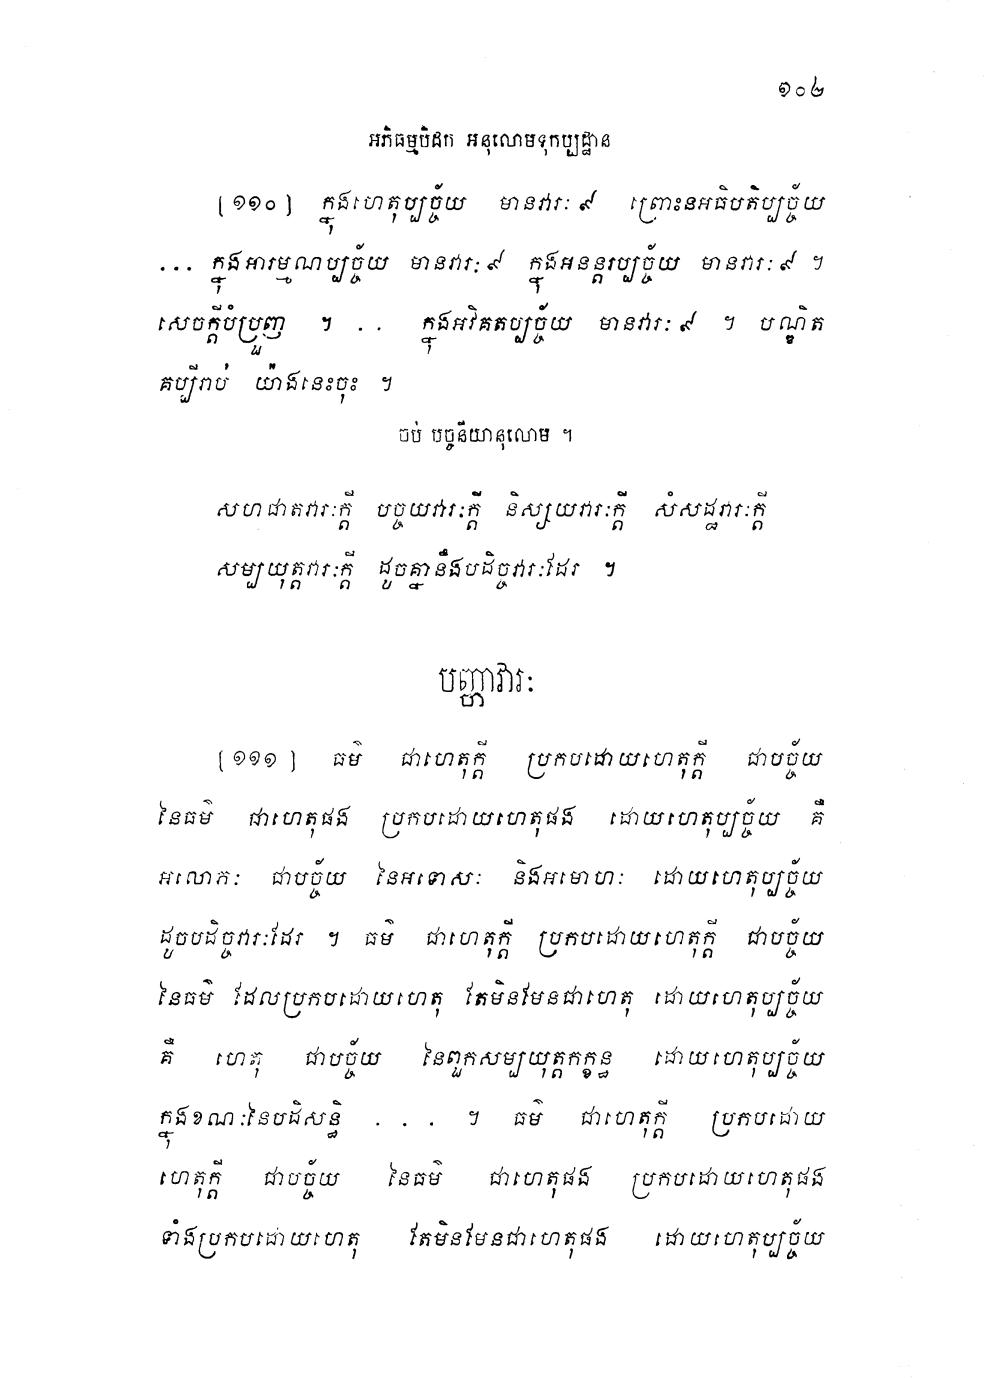 ១០៤
អភិធម្មបិដក អនុលោមទុកប្បដ្ឋាន
[១១០] ក្នុងហេតុប្បច្ច័យ មានវារៈ ៩ ព្រោះនអធិបតិប្បច្ច័យ
... ក្នុងអារម្មណប្បច្ច័យ មានវារៈ ៩ ក្នុងអនន្តរប្បច្ច័យ មានវារៈ ៩ ។
សេចក្តីបំប្រួញ ។ . . ក្នុងអវិគតប្បច្ច័យ មានវារៈ ៩ ។ បណ្ឌិត
គប្បីរាប់ យ៉ាងនេះចុះ ។
ចប់ បច្ចនីយានុលោម ។
សហជាតវារៈក្តី បច្ចយវារៈក្តី និស្សយវារៈក្តី សំសដ្ឋវារៈក្តី
សម្បយុត្តវារៈក្តី ដូចគ្នានឹងបដិច្ចវារៈដែរ ។
បញ្ហាវារៈ
[១១១] ធម៌ ជាហេតុក្តី ប្រកបដោយហេតុក្តី ជាបច្ច័យ
នៃធម៌ ជាហេតុផង ប្រកបដោយហេតុផង ដោយហេតុប្បច្ច័យ គឺ
អលោភៈ ជាបច្ច័យ នៃអទោសៈ និងអមោហៈ ដោយហេតុប្បច្ច័យ
ដូចបដិច្ចវារៈដែរ ។ ធម៌ ជាហេតុក្តី ប្រកបដោយហេតុក្តី ជាបច្ច័យ
នៃធម៌ ដែលប្រកបដោយហេតុ តែមិនមែនជាហេតុ ដោយហេតុប្បច្ច័យ
គឺ ហេតុ ជាបច្ច័យ នៃពួកសម្បយុត្តកក្ខន្ធ ដោយហេតុប្បច្ច័យ
ក្នុងខណៈនៃបដិសន្ធិ . . . ។ ធម៌ ជាហេតុក្តី ប្រកបដោយ
ហេតុក្តី ជាបច្ច័យ នៃធម៌ ជាហេតុផង ប្រកបដោយហេតុផង
ទាំងប្រកបដោយហេតុ តែមិនមែនជាហេតុផង ដោយហេតុប្បច្ច័យ